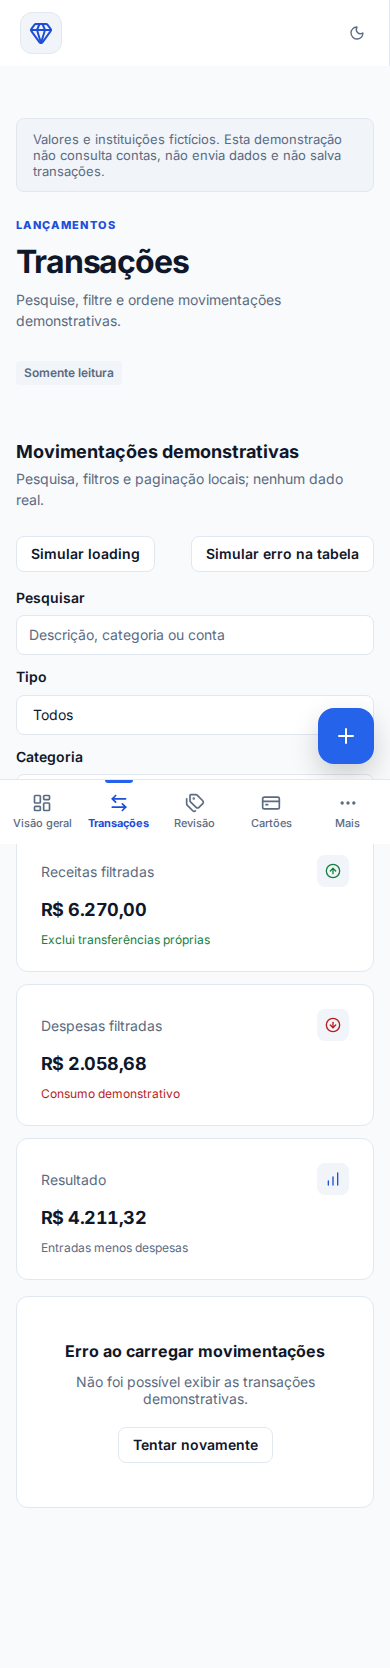 Valores e instituições fictícios. Esta demonstração
não consulta contas, não envia dados e não salva
transações.
LANÇAMENTOS
Transações
Pesquise, filtre e ordene movimentações
demonstrativas.
Somente leitura
Movimentações demonstrativas
Pesquisa, filtros e paginação locais; nenhum dado
real.
Simular loading
Simular erro na tabela
Pesquisar
Descrição, categoria ou conta
Tipo
Todos
Categoria
Visão geral
Transações
Revisão
Cartões
Mais
Receitas filtradas
R$ 6.270,00
Exclui transferências próprias
Despesas filtradas
R$ 2.058,68
Consumo demonstrativo
Resultado
R$ 4.211,32
Entradas menos despesas
Erro ao carregar movimentações
Não foi possível exibir as transações
demonstrativas.
Tentar novamente